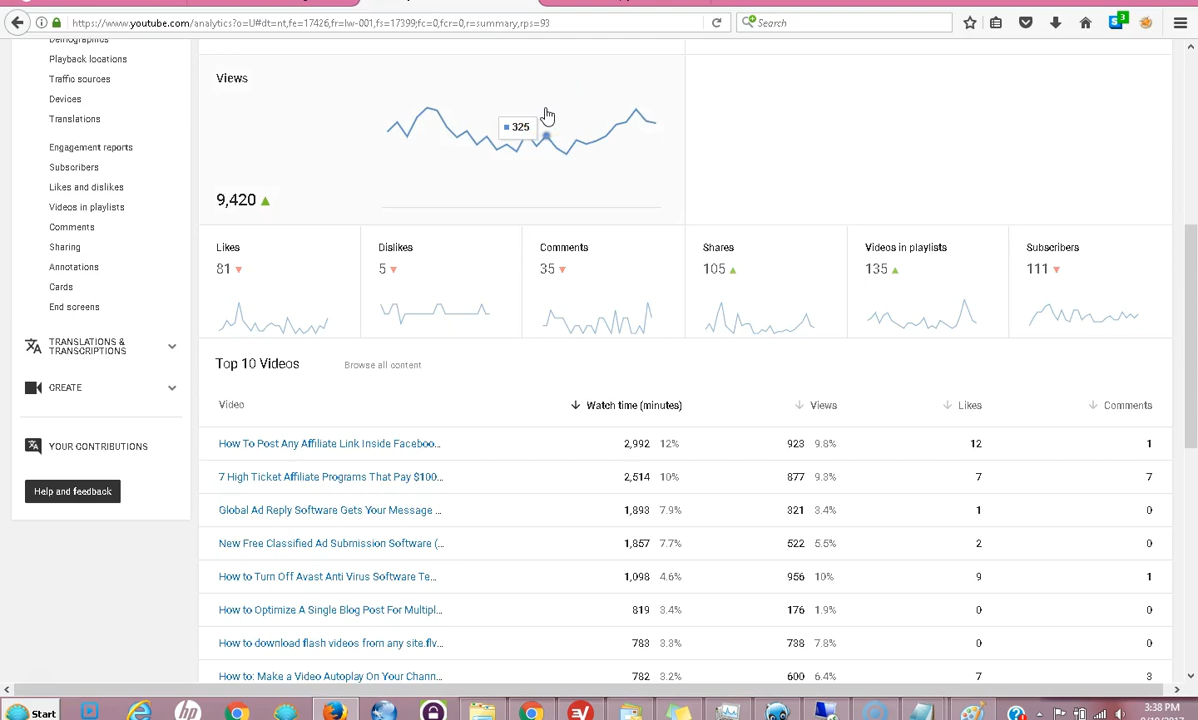 https://www.youtube.com/analytics?o=U#dt=nt,fe=17426,fr=lw-001,fs=17399;fc=0,fcr=0,r=summary,rps=93
Search
3
Demographics
Playback locations
Traffic sources
Devices
Translations
Engagement reports
Subscribers
Likes and dislikes
Videos in playlists
Comments
Sharing
Annotations
Cards
End screens
TRANSLATIONS &
TRANSCRIPTIONS
CREATE
YOUR CONTRIBUTIONS
Help and feedback
Views
325
9,420
Likes Dislikes Comments Shares Videos in playlists Subscribers
81 5 35 105 135 111
Top 10 Videos Browse all content
Video Watch time (minutes) Views Likes Comments
How To Post Any Affiliate Link Inside Faceboo... 2,992 12% 923 9.8% 12 1
7 High Ticket Affiliate Programs That Pay $100... 2,514 10% 877 9.3% 7 7
Global Ad Reply Software Gets Your Message ... 1,893 7.9% 321 3.4% 1 0
New Free Classified Ad Submission Software (... 1,857 7.7% 522 5.5% 2 0
How to Turn Off Avast Anti Virus Software Te... 1,098 4.6% 956 10% 9 1
How to Optimize A Single Blog Post For Multipl... 819 3.4% 176 1.9% 0 0
How to download flash videos from any site.flv... 783 3.3% 738 7.8% 0 0
How to: Make a Video Autoplay On Your Chann... 782 3.2% 600 6.4% 7 3
Start
hp
3:38 PM